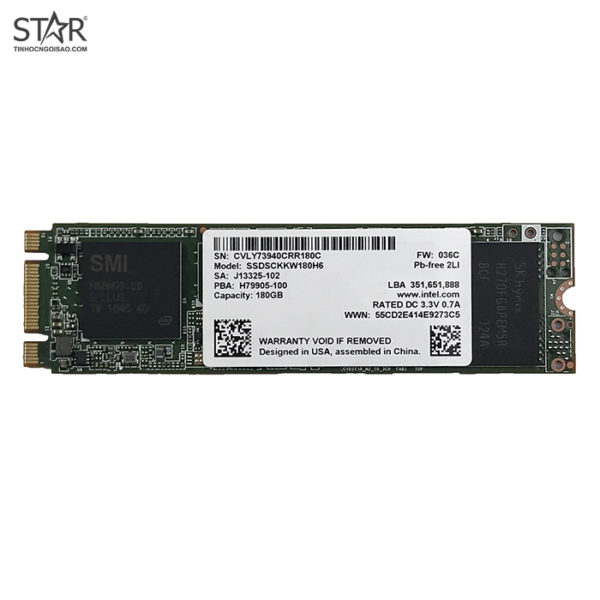 STAR
TINHOCNGOISAO.COM
SMI
SN: CVLY73940CRR180C
FW: 036C
Model: SSDSCKKW180H6
Pb-free 2LI
SA: J13325-102
PBA: H79905-100
LBA 351,651,888
Capacity: 180GB
www.intel.com
RATED DC 3.3V 0.7A
WWN: 55CD2E414E9273C5
WARRANTY VOID IF REMOVED
Designed in USA, assembled in China.
SK hynix
724A